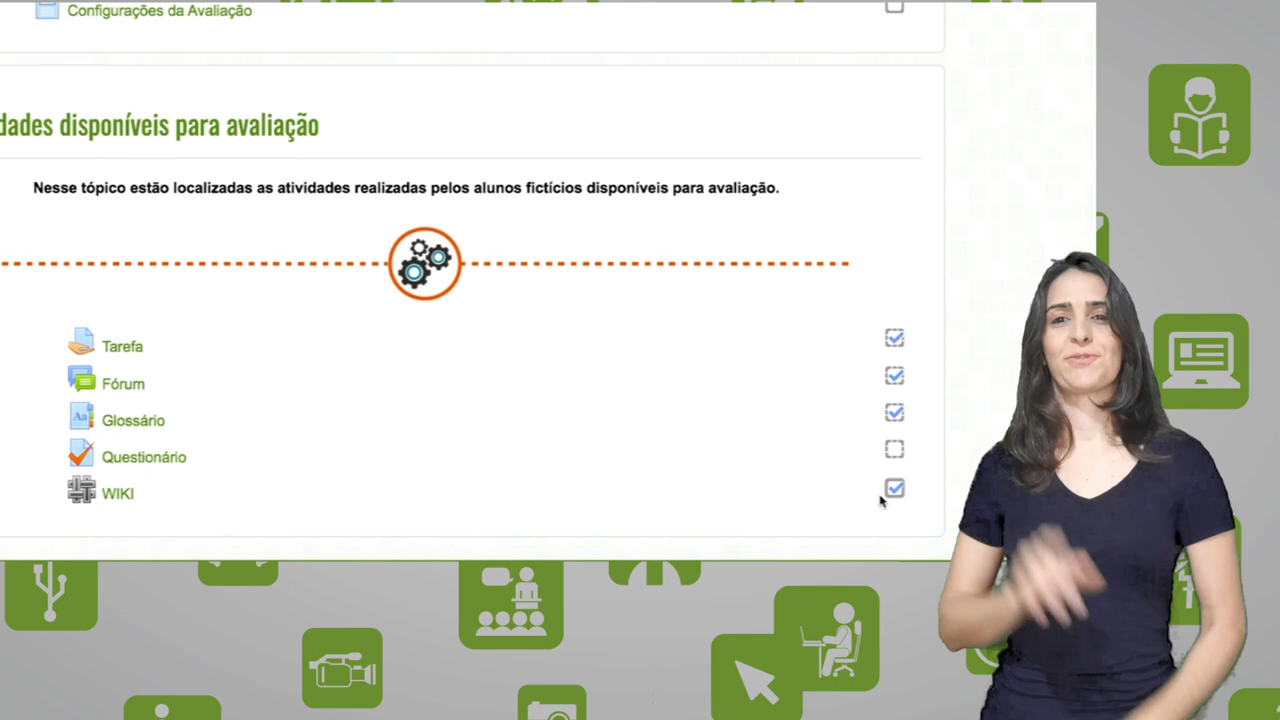 Configurações da Avaliação
dades disponíveis para avaliação
Nesse tópico estão localizadas as atividades realizadas pelos alunos fictícios disponíveis para avaliação.
Tarefa
Fórum
Aa
Glossário
Questionário
WIKI